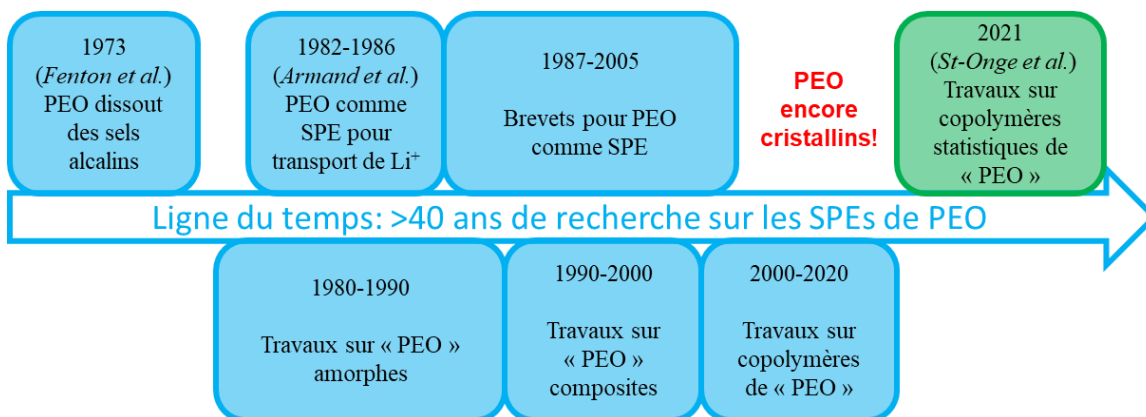 1973
(Fenton et al.)
PEO dissout
des sels
alcalins
1982-1986
(Armand et al.)
PEO comme
SPE pour
transport de Li⁺
1987-2005
Brevets pour PEO
comme SPE
PEO
encore
cristallins!
2021
(St-Onge et al.)
Travaux sur
copolymères
statistiques de
« PEO »
Ligne du temps: >40 ans de recherche sur les SPEs de PEO
1980-1990
Travaux sur « PEO »
amorphes
1990-2000
Travaux sur
« PEO »
composites
2000-2020
Travaux sur
copolymères
de « PEO »